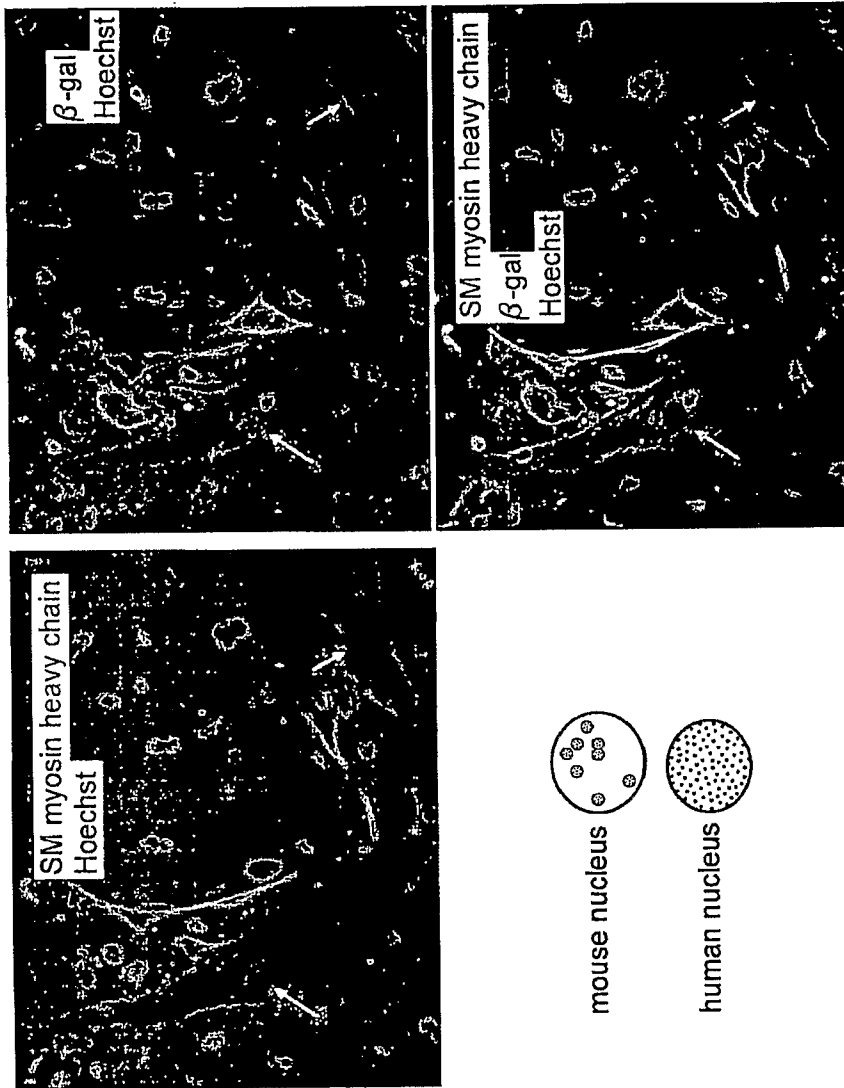 SM myosin heavy chain
Hoechst
β-gal
Hoechst
mouse nucleus
human nucleus
SM myosin heavy chain
β-gal
Hoechst